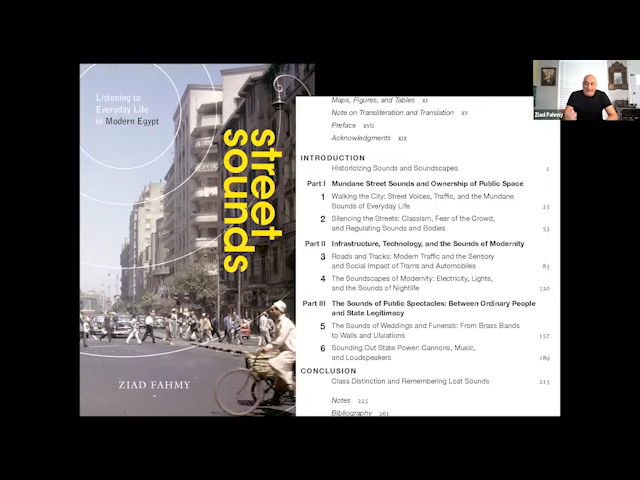 Listening to
Everyday Life
in Modern Egypt
street
sounds
ZIAD FAHMY
Maps, Figures, and Tables XI
Note on Transliteration and Translation XV
Preface XVII
Acknowledgments XIX
INTRODUCTION
Historicizing Sounds and Soundscapes 1
Part I Mundane Street Sounds and Ownership of Public Space
1 Walking the City: Street Voices, Traffic, and the Mundane
Sounds of Everyday Life 25
2 Silencing the Streets: Classism, Fear of the Crowd,
and Regulating Sounds and Bodies 53
Part II Infrastructure, Technology, and the Sounds of Modernity
3 Roads and Tracks: Modern Traffic and the Sensory
and Social Impact of Trams and Automobiles 83
4 The Soundscapes of Modernity: Electricity, Lights,
and the Sounds of Nightlife 120
Part III The Sounds of Public Spectacles: Between Ordinary People
and State Legitimacy
5 The Sounds of Weddings and Funerals: From Brass Bands
to Wails and Ululations 157
6 Sounding Out State Power: Cannons, Music,
and Loudspeakers 189
CONCLUSION
Class Distinction and Remembering Lost Sounds 213
Notes 225
Bibliography 261
Ziad Fahmy